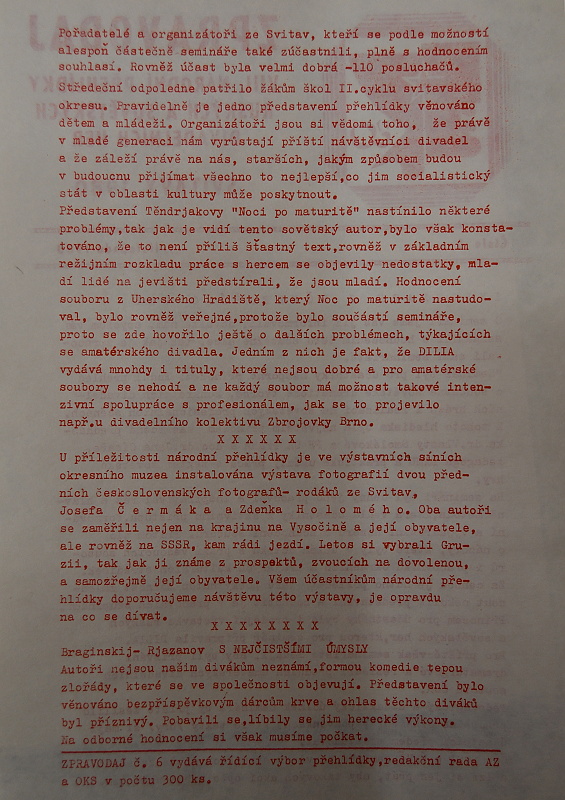 Pořadatelé a organizátoři ze Svitav, kteří se podle možností
alespoň částečně semináře také zúčastnili, plně s hodnocením
souhlasí. Rovněž účast byla velmi dobrá -110 posluchačů.
Středeční odpoledne patřilo žákům škol II.cyklu svitavského
okresu. Pravidelně je jedno představení přehlídky věnováno
dětem a mládeži. Organizátoři jsou si vědomi toho, že právě
v mladé generaci nám vyrůstají příští návštěvníci divadel
a že záleží právě na nás, starších, jakým způsobem budou
v budoucnu přijímat všechno to nejlepší,co jim socialistický
stát v oblasti kultury může poskytnout.
Představení Těndrjakovy "Noci po maturitě" nastínilo některé
problémy,tak jak je vidí tento sovětský autor,bylo však konsta-
továno, že to není příliš šťastný text,rovněž v základním
režijním rozkladu práce s hercem se objevily nedostatky, mla-
dí lidé na jevišti předstírali, že jsou mladí. Hodnocení
souboru z Uherského Hradiště, který Noc po maturitě nastudo-
val, bylo rovněž veřejné,protože bylo součástí semináře,
proto se zde hovořilo ještě o dalších problémech, týkajících
se amatérského divadla. Jedním z nich je fakt, že DILIA
vydává mnohdy i tituly, které nejsou dobré a pro amatérské
soubory se nehodí a ne každý soubor má možnost takové inten-
zivní spolupráce s profesionálem, jak se to projevilo
např.u divadelního kolektivu Zbrojovky Brno.
X X X X X X
U příležitosti národní přehlídky je ve výstavních síních
okresního muzea instalována výstava fotografií dvou před-
ních československých fotografů- rodáků ze Svitav,
Josefa Č e r m á k a a Zdeňka H o l o m é h o. Oba autoři
se zaměřili nejen na krajinu na Vysočině a její obyvatele,
ale rovněž na SSSR, kam rádi jezdí. Letos si vybrali Gru-
zii, tak jak ji známe z prospektů, zvoucích na dovolenou,
a samozřejmě její obyvatele. Všem účastníkům národní pře-
hlídky doporučujeme návštěvu této výstavy, je opravdu
na co se dívat.
X X X X X X X X
Braginskij- Rjazanov S NEJČISTŠÍMI ÚMYSLY
Autoři nejsou našim divákům neznámí,formou komedie tepou
zlořády, které se ve společnosti objevují. Představení bylo
věnováno bezpříspěvkovým dárcům krve a ohlas těchto diváků
byl příznivý. Pobavili se,líbily se jim herecké výkony.
Na odborné hodnocení si však musíme počkat.
ZPRAVODAJ č. 6 vydává řídící výbor přehlídky,redakční rada AZ
a OKS v počtu 300 ks.